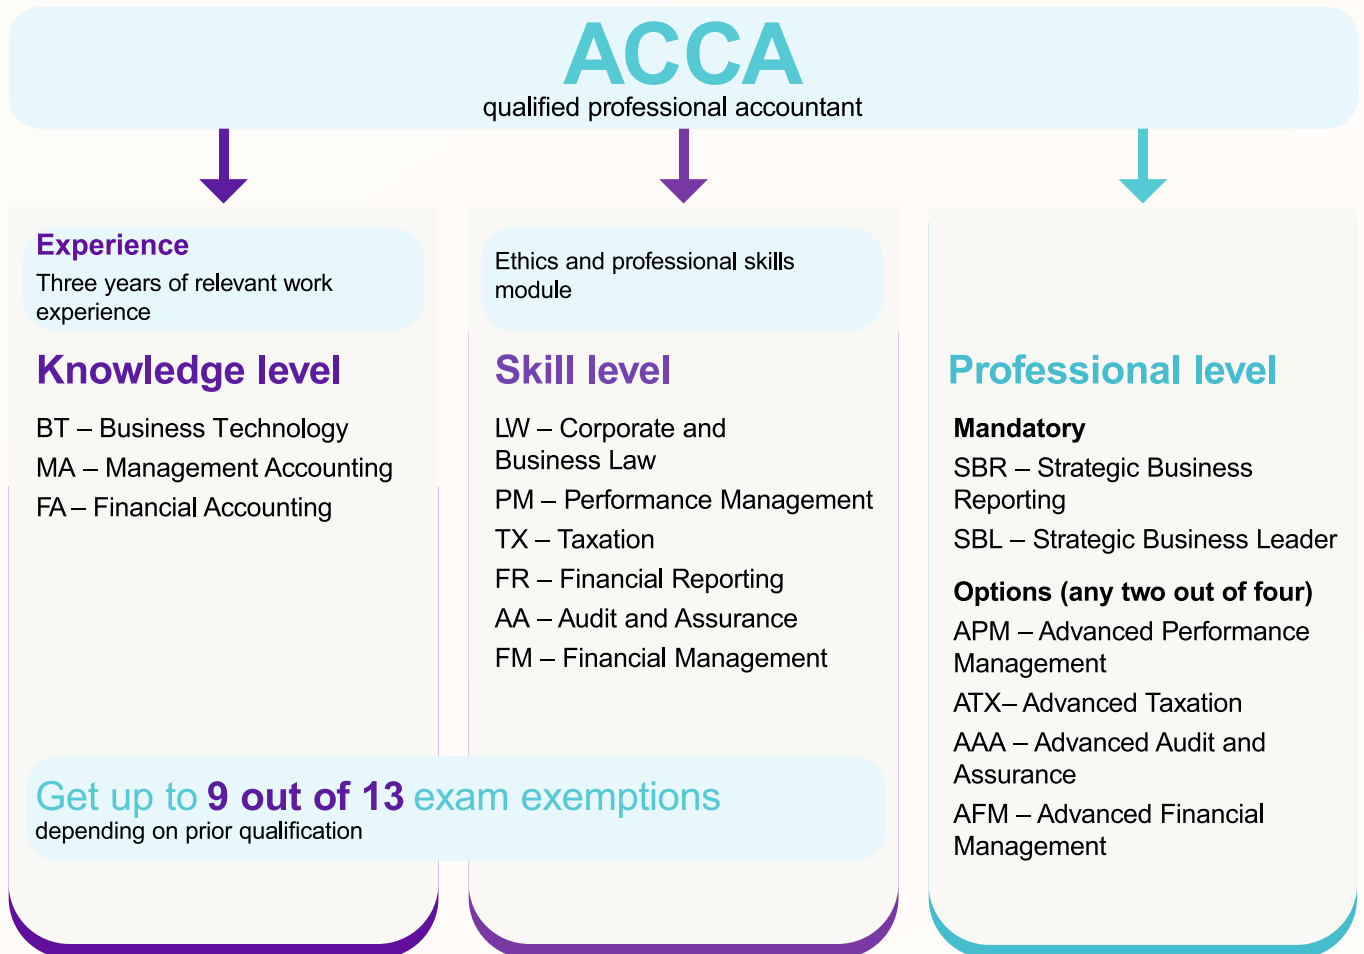 ACCA
qualified professional accountant
Experience
Three years of relevant work
experience
Knowledge level
BT – Business Technology
MA – Management Accounting
FA – Financial Accounting
Ethics and professional skills
module
Skill level
LW – Corporate and
Business Law
PM – Performance Management
TX – Taxation
FR – Financial Reporting
AA – Audit and Assurance
FM – Financial Management
Get up to 9 out of 13 exam exemptions
depending on prior qualification
Professional level
Mandatory
SBR – Strategic Business
Reporting
SBL – Strategic Business Leader
Options (any two out of four)
APM – Advanced Performance
Management
ATX– Advanced Taxation
AAA – Advanced Audit and
Assurance
AFM – Advanced Financial
Management